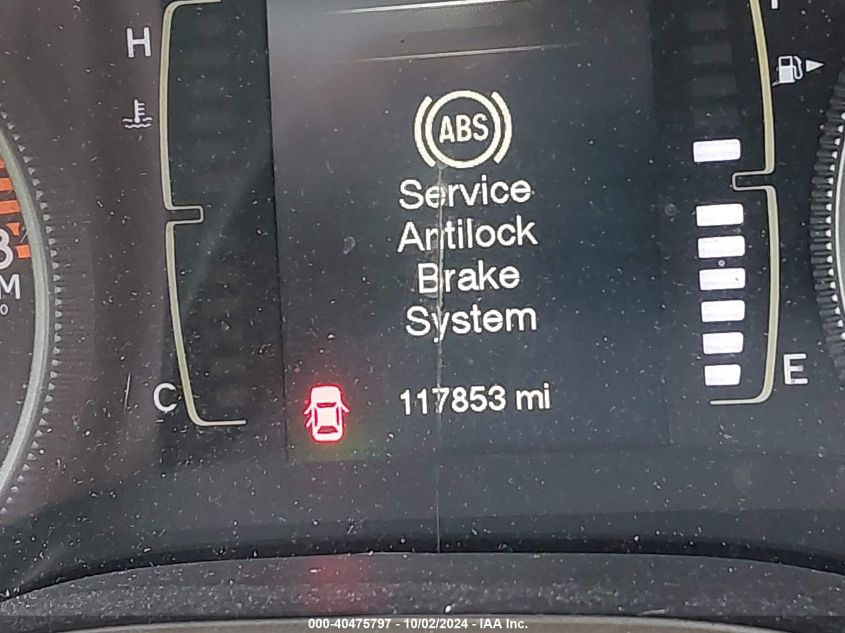 H
ABS
Service
Antilock
Brake
System
C
117853 mi
E
000-40475797 - 10/02/2024 - IAA Inc.